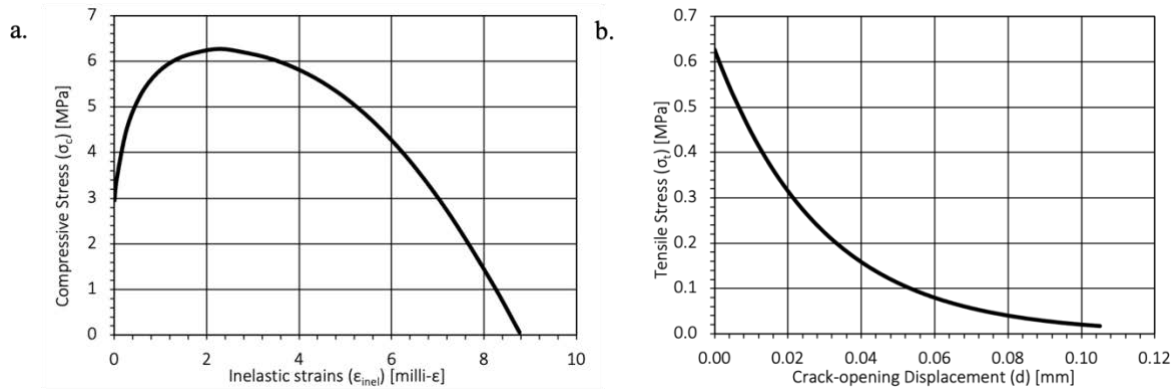 a.
7
6
5
4
3
2
1
0
Compressive Stress (σc) [MPa]
0 2 4 6 8 10
Inelastic strains (εinel) [milli-ε]
b.
0.7
0.6
0.5
0.4
0.3
0.2
0.1
0.0
Tensile Stress (σt) [MPa]
0.00 0.02 0.04 0.06 0.08 0.10 0.12
Crack-opening Displacement (d) [mm]